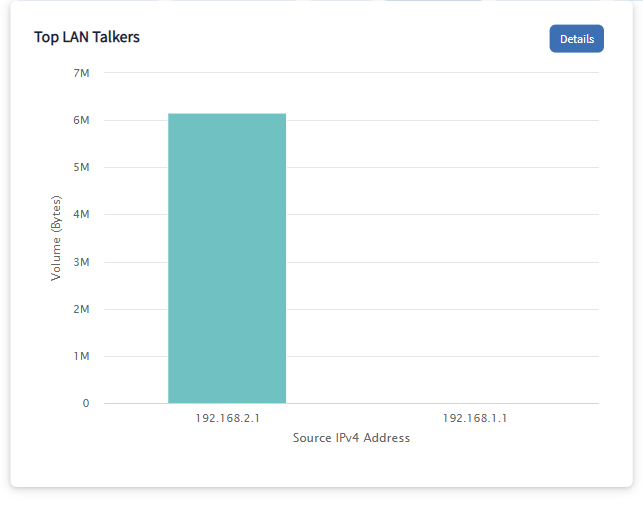 Top LAN Talkers
Details
7M
6M
5M
4M
3M
2M
1M
0
Volume (Bytes)
192.168.2.1
192.168.1.1
Source IPv4 Address